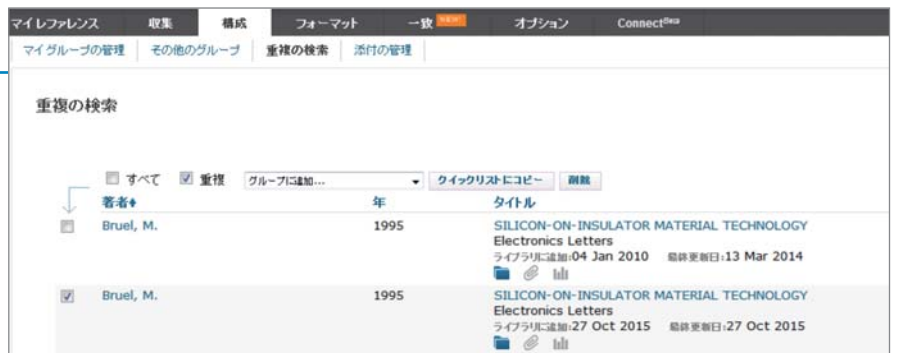 マイレファレンス 収集 構成 フォーマット 一致 NEW! オプション Connect Beta
マイグループの管理 その他のグループ 重複の検索 添付の管理
重複の検索
すべて 重複 グループに追加... クイックリストにコピー 削除
著者 年 タイトル
Bruel, M. 1995 SILICON-ON-INSULATOR MATERIAL TECHNOLOGY
Electronics Letters
ライブラリに追加:04 Jan 2010 最終更新日:13 Mar 2014
Bruel, M. 1995 SILICON-ON-INSULATOR MATERIAL TECHNOLOGY
Electronics Letters
ライブラリに追加:27 Oct 2015 最終更新日:27 Oct 2015